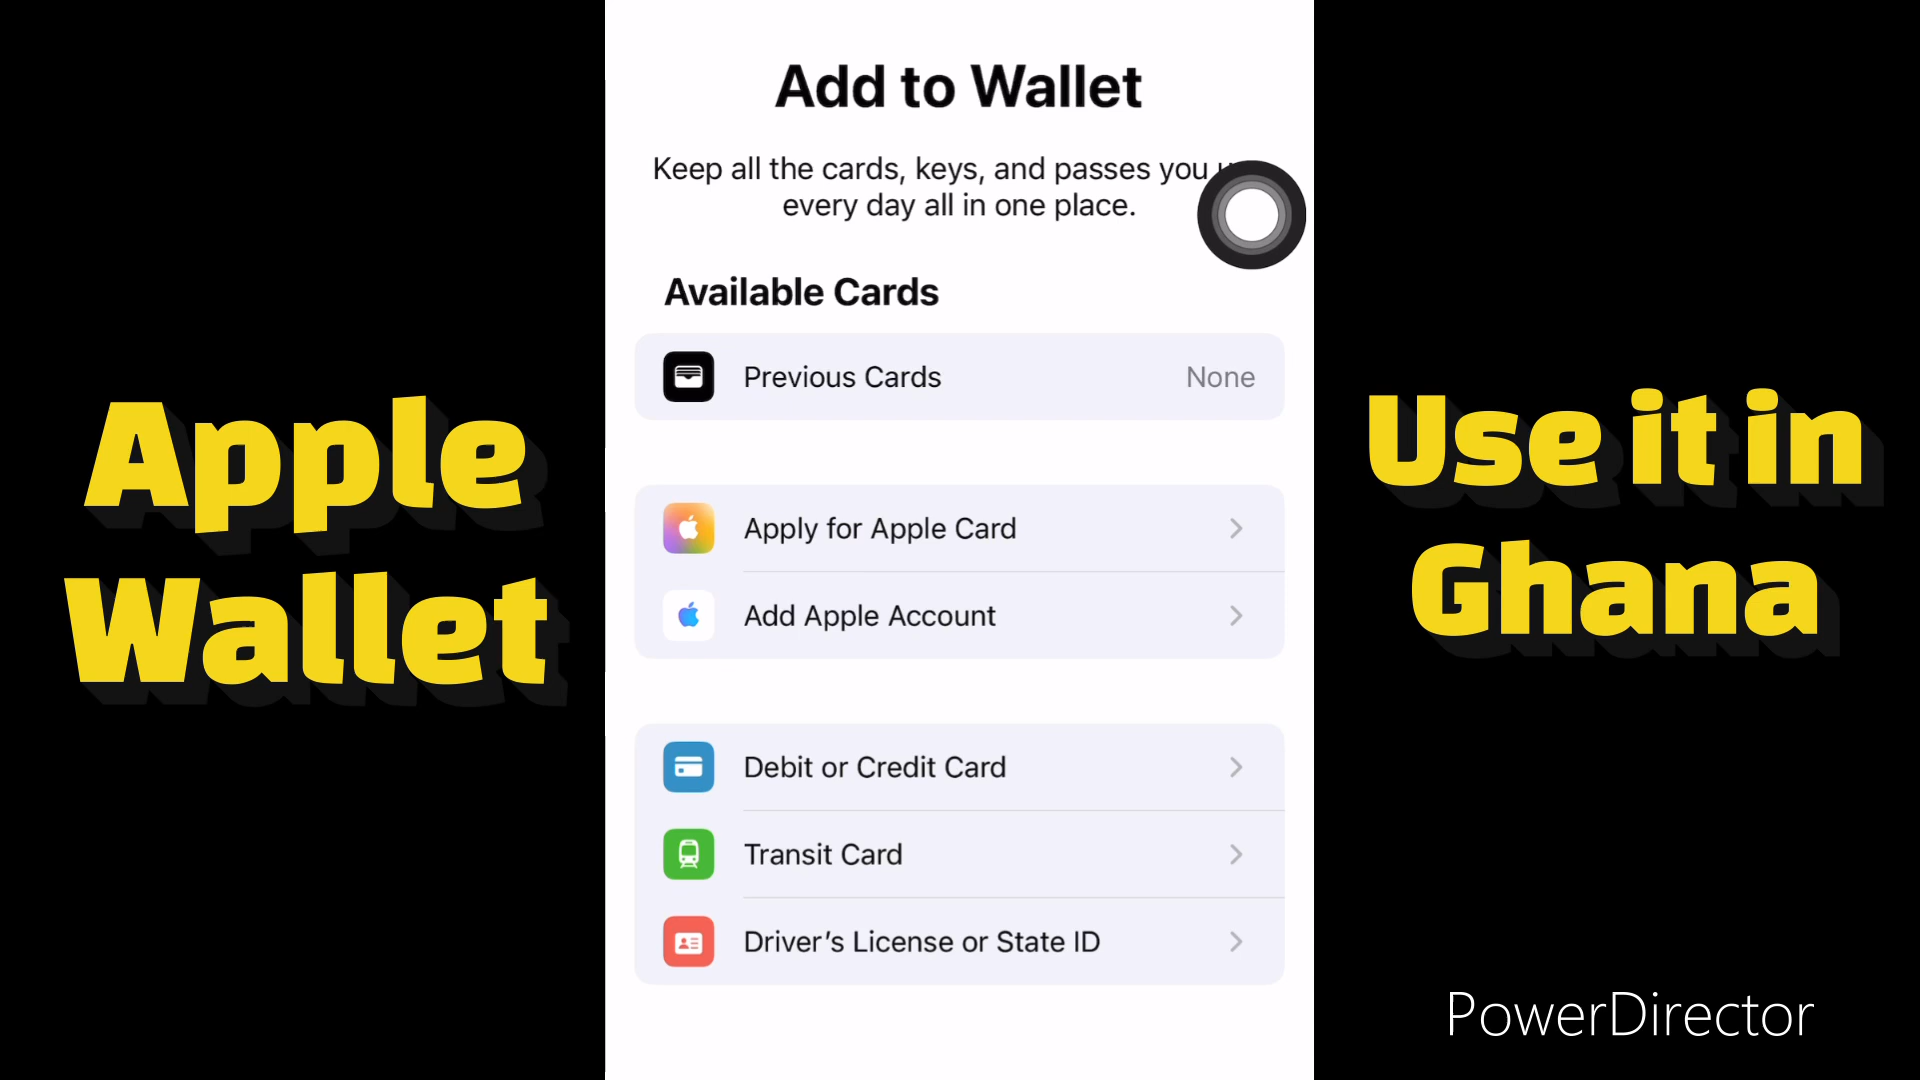 Apple
Wallet
Add to Wallet
Keep all the cards, keys, and passes you
every day all in one place.
Available Cards
Previous Cards None
Apply for Apple Card
Add Apple Account
Debit or Credit Card
Transit Card
Driver’s License or State ID
Use it in
Ghana
PowerDirector